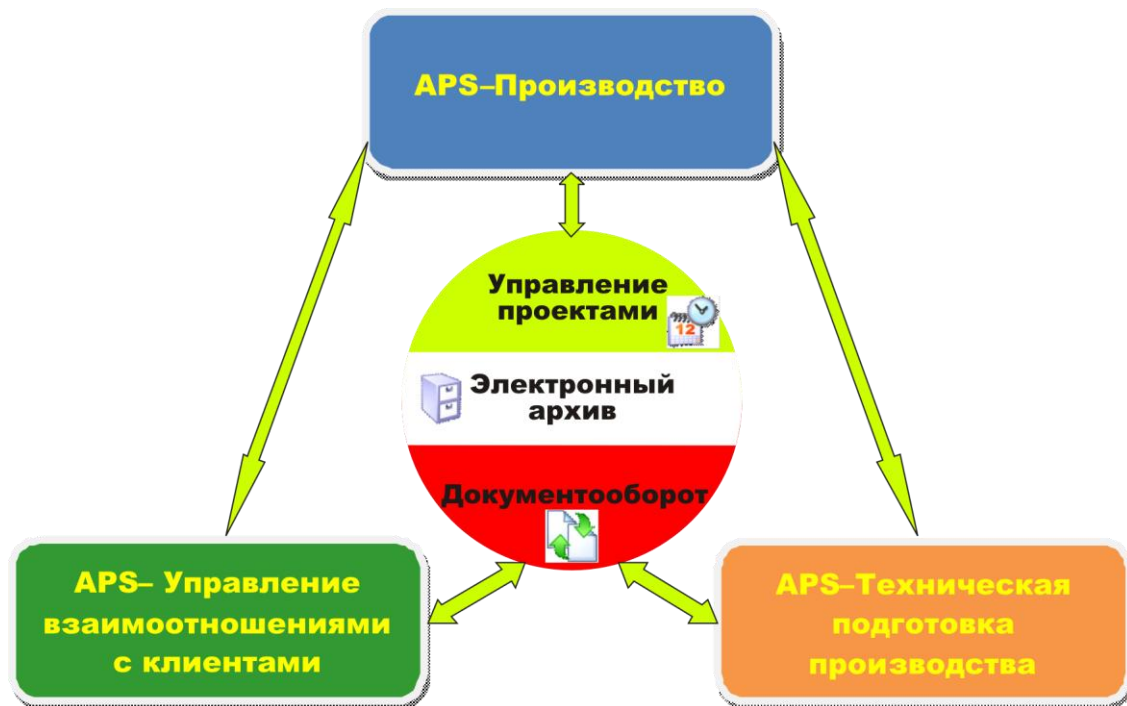 APS–Производство
Управление
проектами
12
Электронный
архив
Документооборот
APS– Управление
взаимоотношениями
с клиентами
APS–Техническая
подготовка
производства